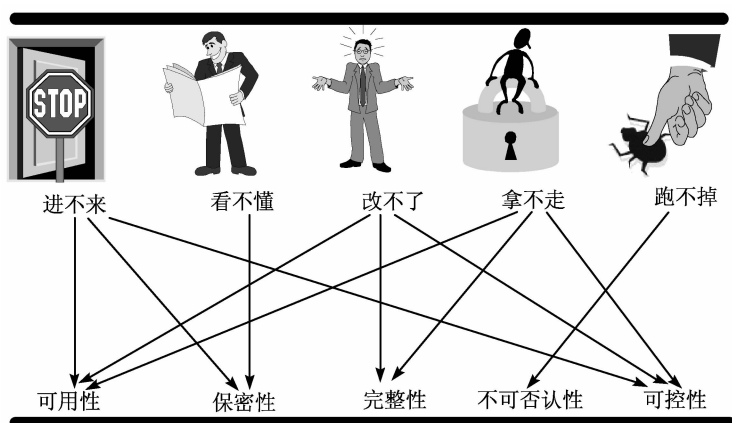 STOP
进不来 看不懂 改不了 拿不走 跑不掉
可用性 保密性 完整性 不可否认性 可控性